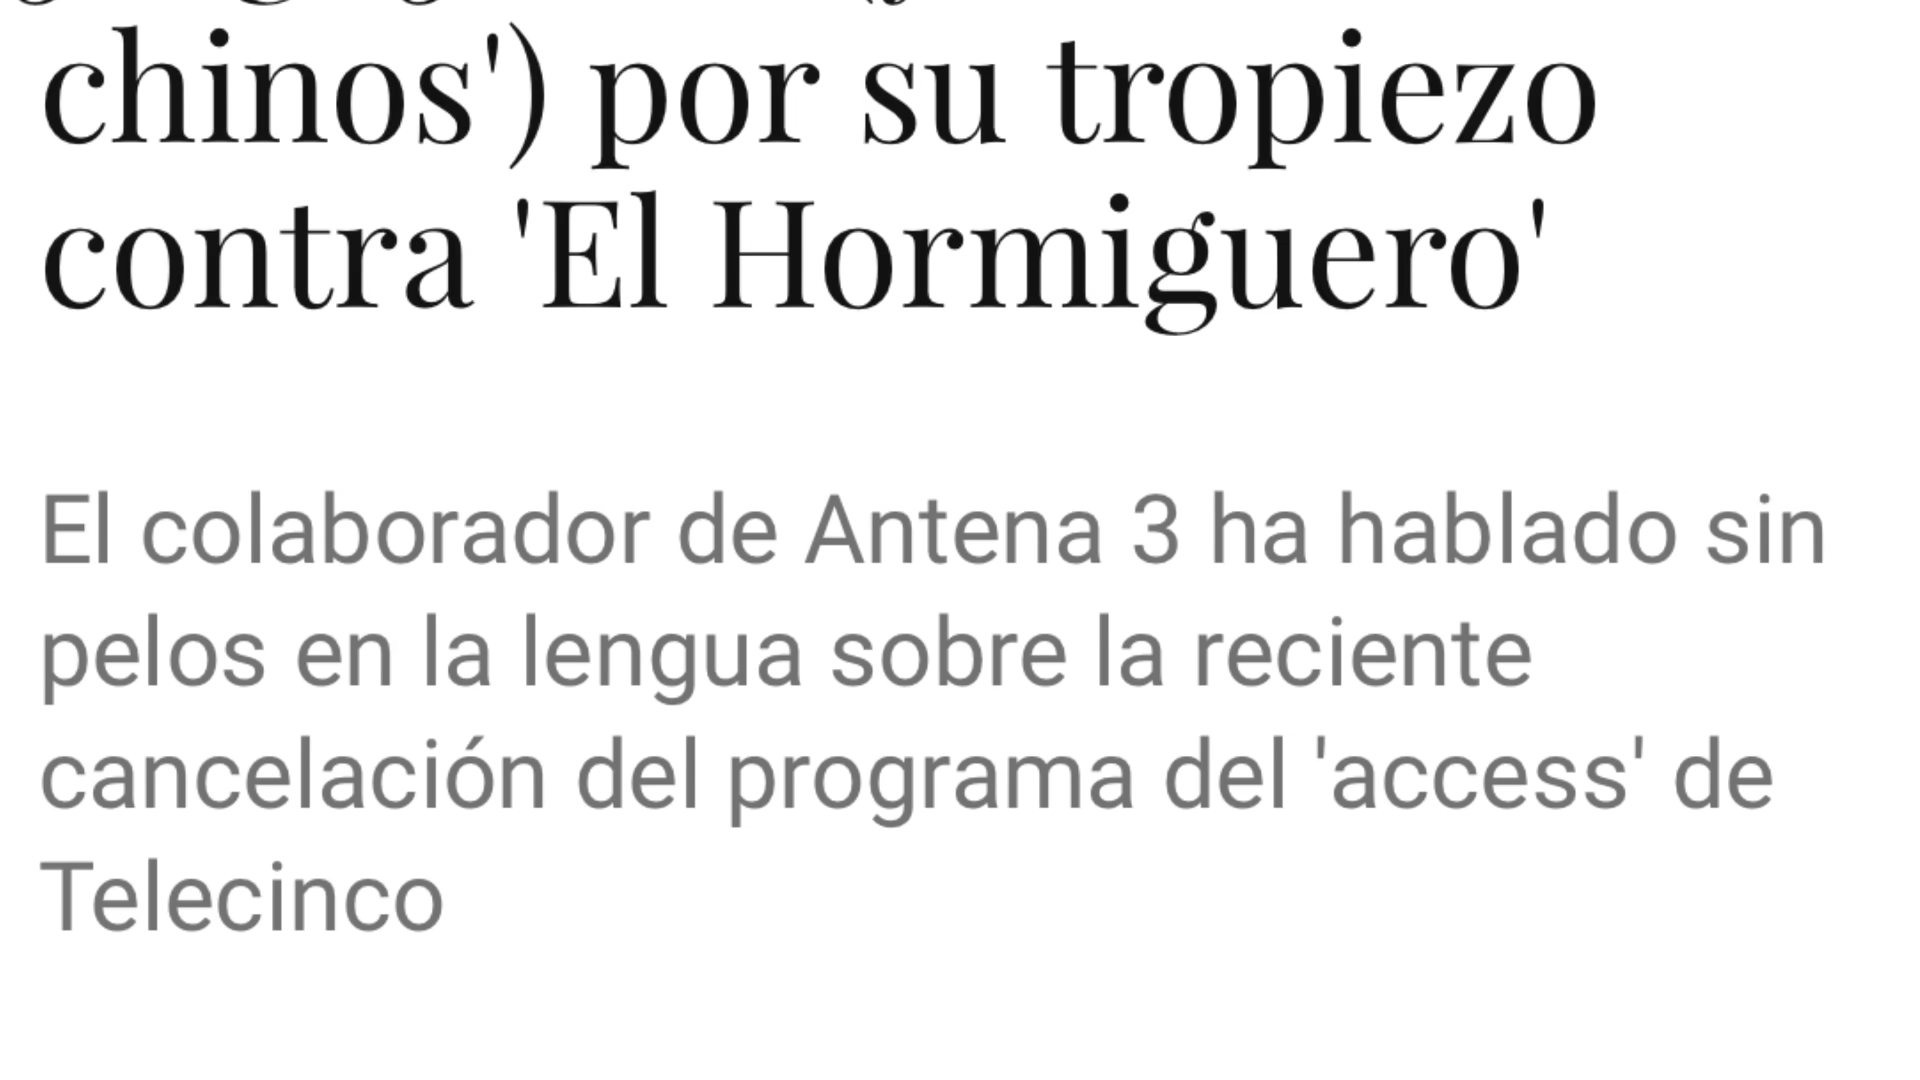 chinos') por su tropiezo
contra 'El Hormiguero'
El colaborador de Antena 3 ha hablado sin
pelos en la lengua sobre la reciente
cancelación del programa del 'access' de
Telecinco